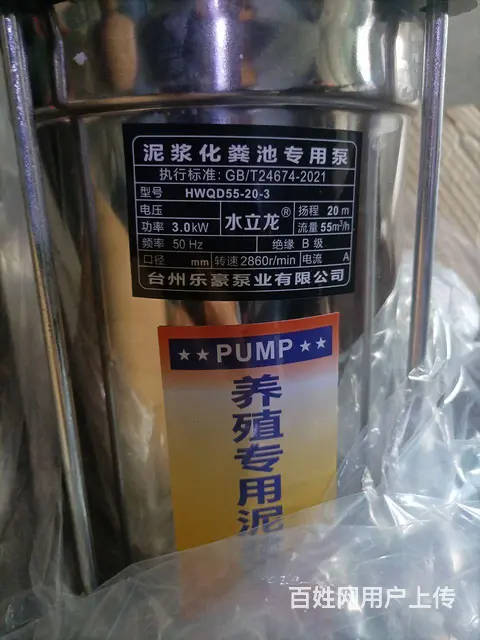 泥浆化粪池专用泵
执行标准: GB/T24674-2021
型号 HWQD55-20-3
电压 水立龙® 扬程 20 m
功率 3.0kW 流量 55m³/h
频率 50 Hz 绝缘 B 级
口径 mm 转速 2860r/min 电流 A
台州乐豪泵业有限公司
★★ PUMP ★★
养殖专用泥
百姓网用户上传